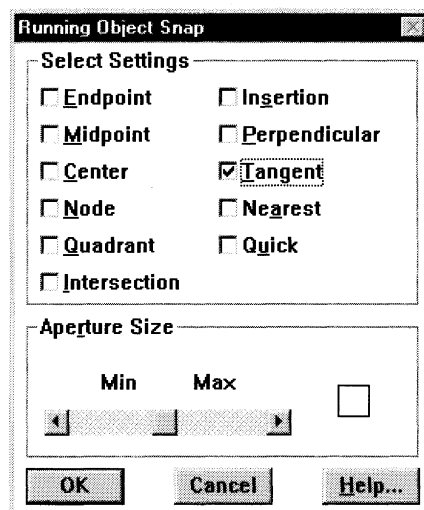 Running Object Snap
Select Settings
Endpoint
Insertion
Midpoint
Perpendicular
Center
Tangent
Node
Nearest
Quadrant
Quick
Intersection
Aperture Size
Min Max
OK Cancel Help...